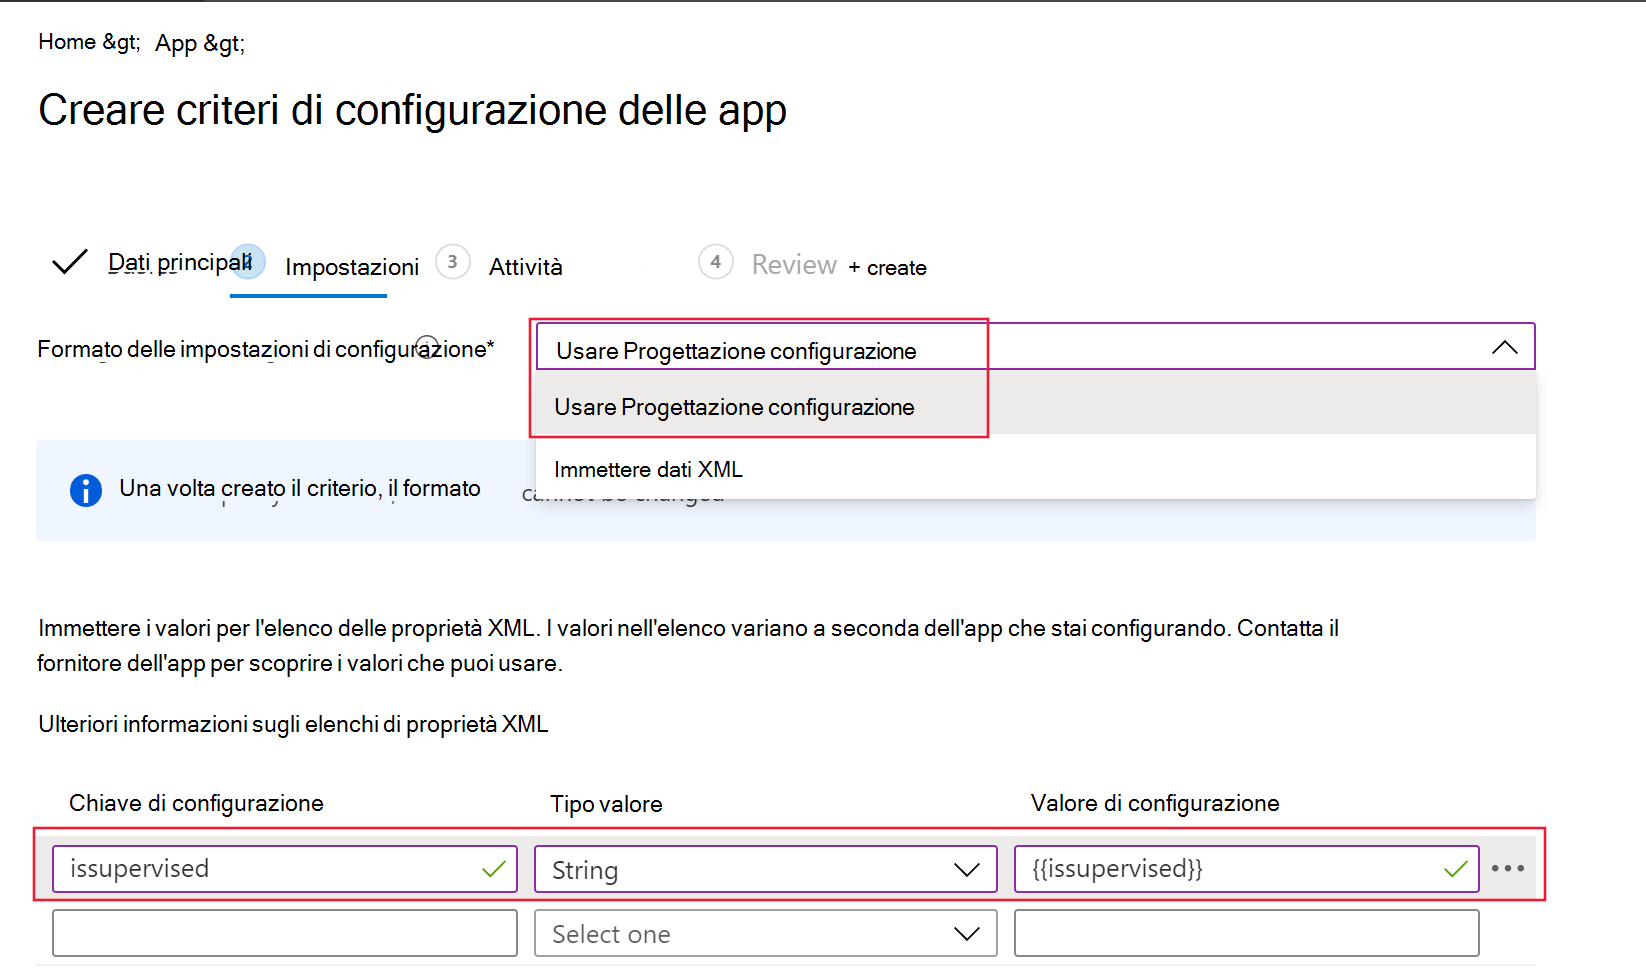 Home &gt; App &gt;
Creare criteri di configurazione delle app
Dati principali 2 Impostazioni 3 Attività 4 Review + create
Formato delle impostazioni di configurazione*
Usare Progettazione configurazione
Usare Progettazione configurazione
Immettere dati XML
Una volta creato il criterio, il formato cannot be changed
Immettere i valori per l'elenco delle proprietà XML. I valori nell'elenco variano a seconda dell'app che stai configurando. Contatta il
fornitore dell'app per scoprire i valori che puoi usare.
Ulteriori informazioni sugli elenchi di proprietà XML
Chiave di configurazione Tipo valore Valore di configurazione
issupervised String {{issupervised}}
Select one